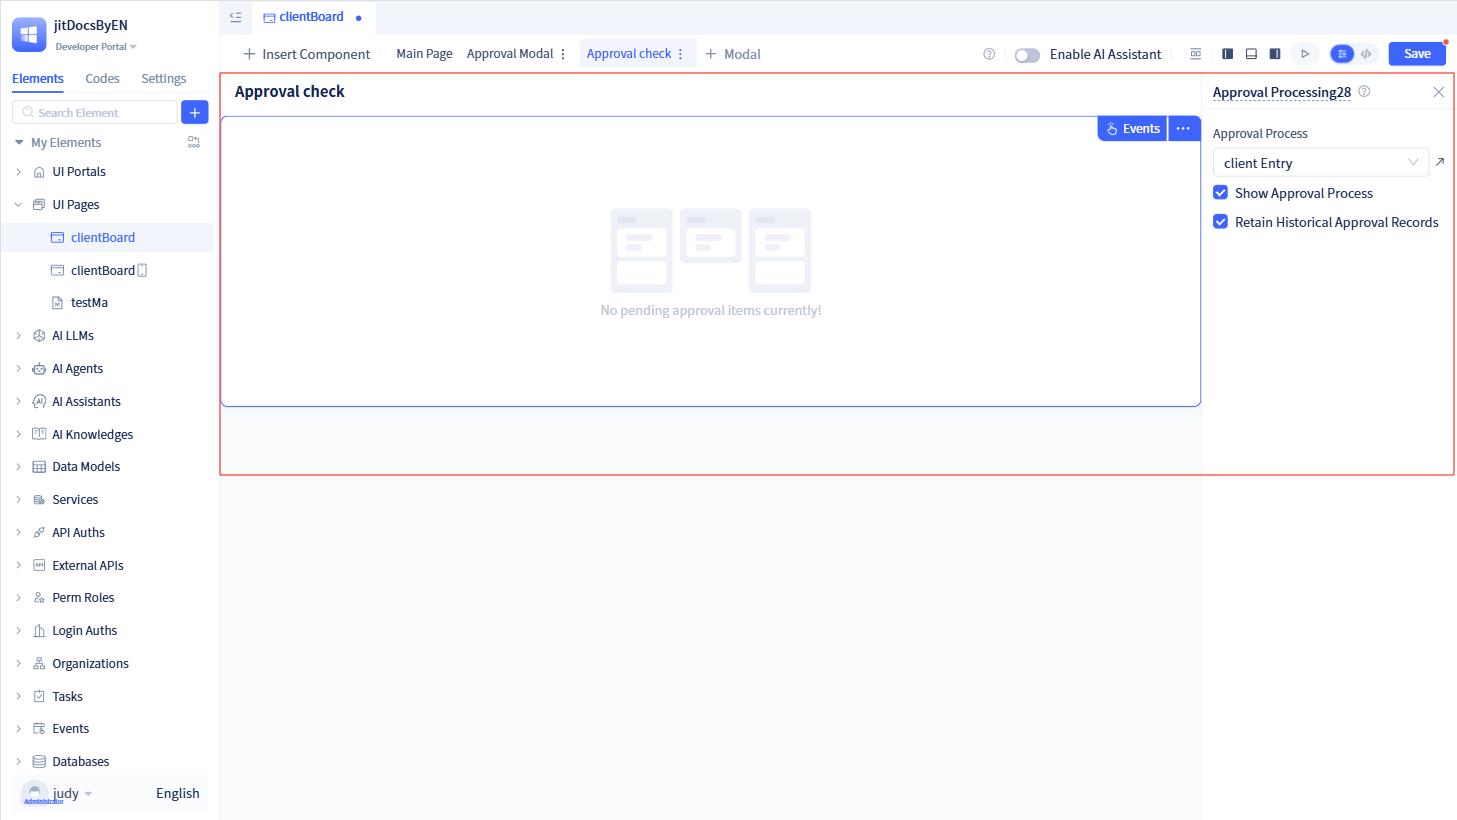 jitDocsByEN
Developer Portal
Elements
Codes
Settings
Search Element
My Elements
UI Portals
UI Pages
clientBoard
clientBoard
testMa
AI LLMs
AI Agents
AI Assistants
AI Knowledges
Data Models
Services
API Auths
External APIs
Perm Roles
Login Auths
Organizations
Tasks
Events
Databases
judy
Administrator
English
clientBoard
Insert Component
Main Page
Approval Modal
Approval check
Modal
Enable AI Assistant
Save
Approval check
Events
No pending approval items currently!
Approval Processing28
Approval Process
client Entry
Show Approval Process
Retain Historical Approval Records